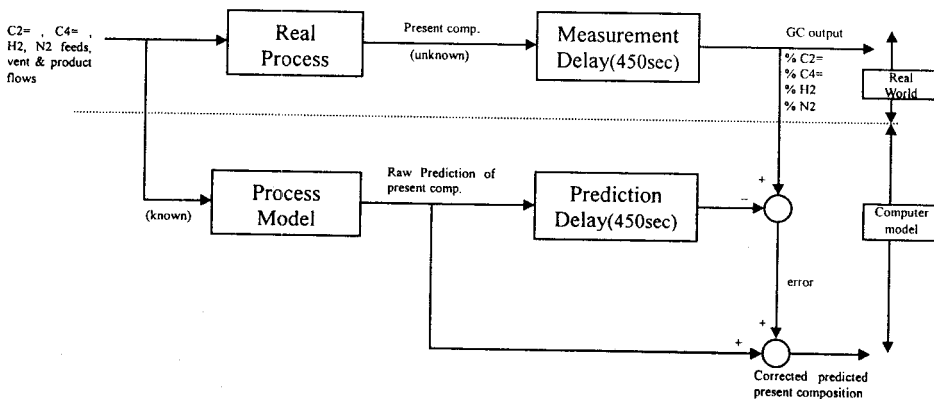 C2= , C4= ,
H2, N2 feeds,
vent & product
flows
Real
Process
Present comp.
(unknown)
Measurement
Delay(450sec)
GC output
% C2=
% C4=
% H2
% N2
Real
World
(known)
Process
Model
Raw Prediction of
present comp.
Prediction
Delay(450sec)
+
–
Computer
model
error
+
+
Corrected predicted
present composition